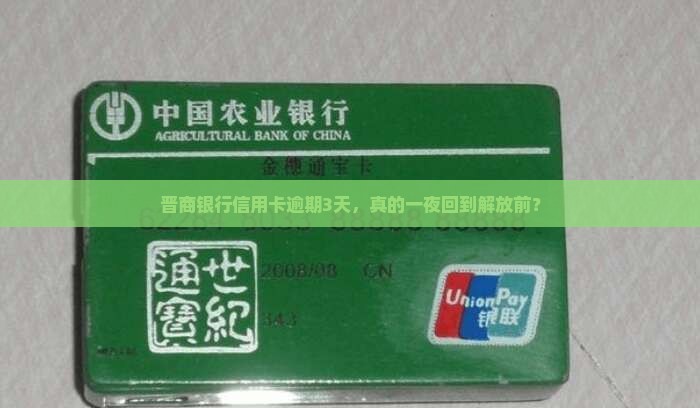 中国农业银行
AGRICULTURAL BANK OF CHINA
金穗通宝卡
晋商银行信用卡逾期3天，真的一夜回到解放前？
2008/08 CN
世紀
通寶
343
UnionPay
银联